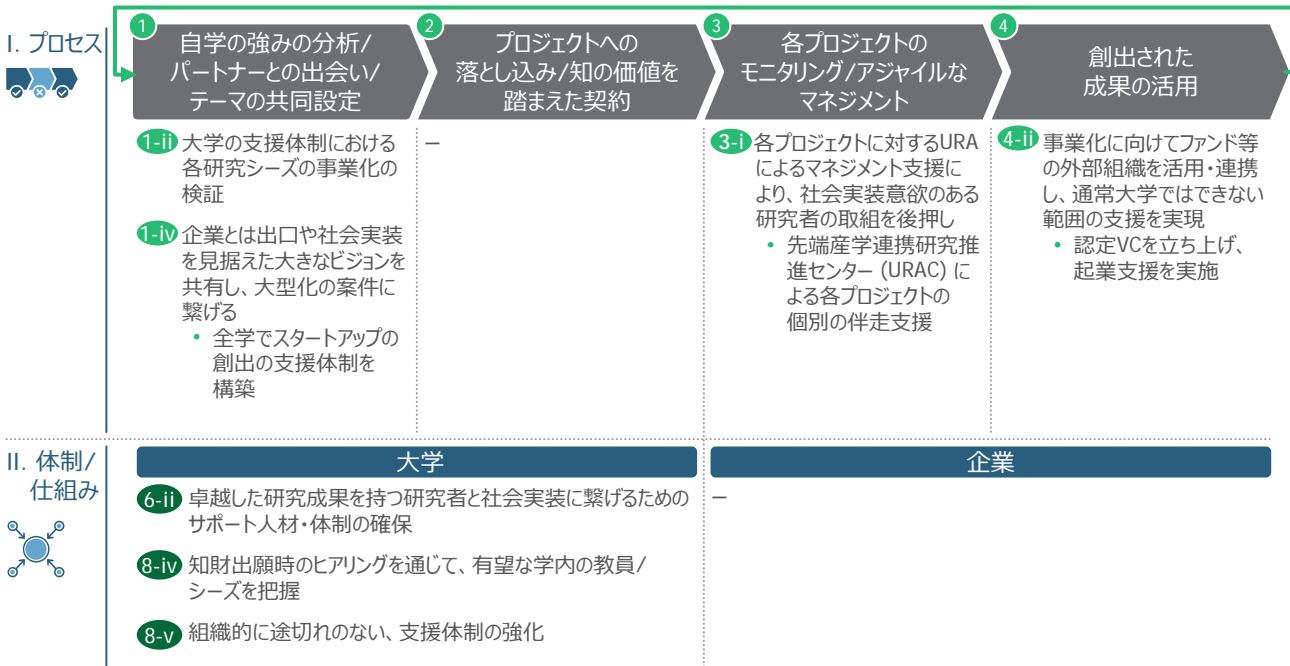 I. プロセス
1
自学の強みの分析/
パートナーとの出会い/
テーマの共同設定
2
プロジェクトへの
落とし込み/知の価値を
踏まえた契約
3
各プロジェクトの
モニタリング/アジャイルな
マネジメント
4
創出された
成果の活用
1-ii 大学の支援体制における
各研究シーズの事業化の
検証
1-iv 企業とは出口や社会実装
を見据えた大きなビジョンを
共有し、大型化の案件に
繋げる
• 全学でスタートアップの
創出の支援体制を
構築
–
3-i 各プロジェクトに対するURA
によるマネジメント支援に
より、社会実装意欲のある
研究者の取組を後押し
• 先端産学連携研究推
進センター (URAC) に
よる各プロジェクトの
個別の伴走支援
4-ii 事業化に向けてファンド等
の外部組織を活用・連携
し、通常大学ではできない
範囲の支援を実現
• 認定VCを立ち上げ、
起業支援を実施
II. 体制/
仕組み
大学
6-ii 卓越した研究成果を持つ研究者と社会実装に繋げるための
サポート人材・体制の確保
8-iv 知財出願時のヒアリングを通じて、有望な学内の教員/
シーズを把握
8-v 組織的に途切れのない、支援体制の強化
企業
–